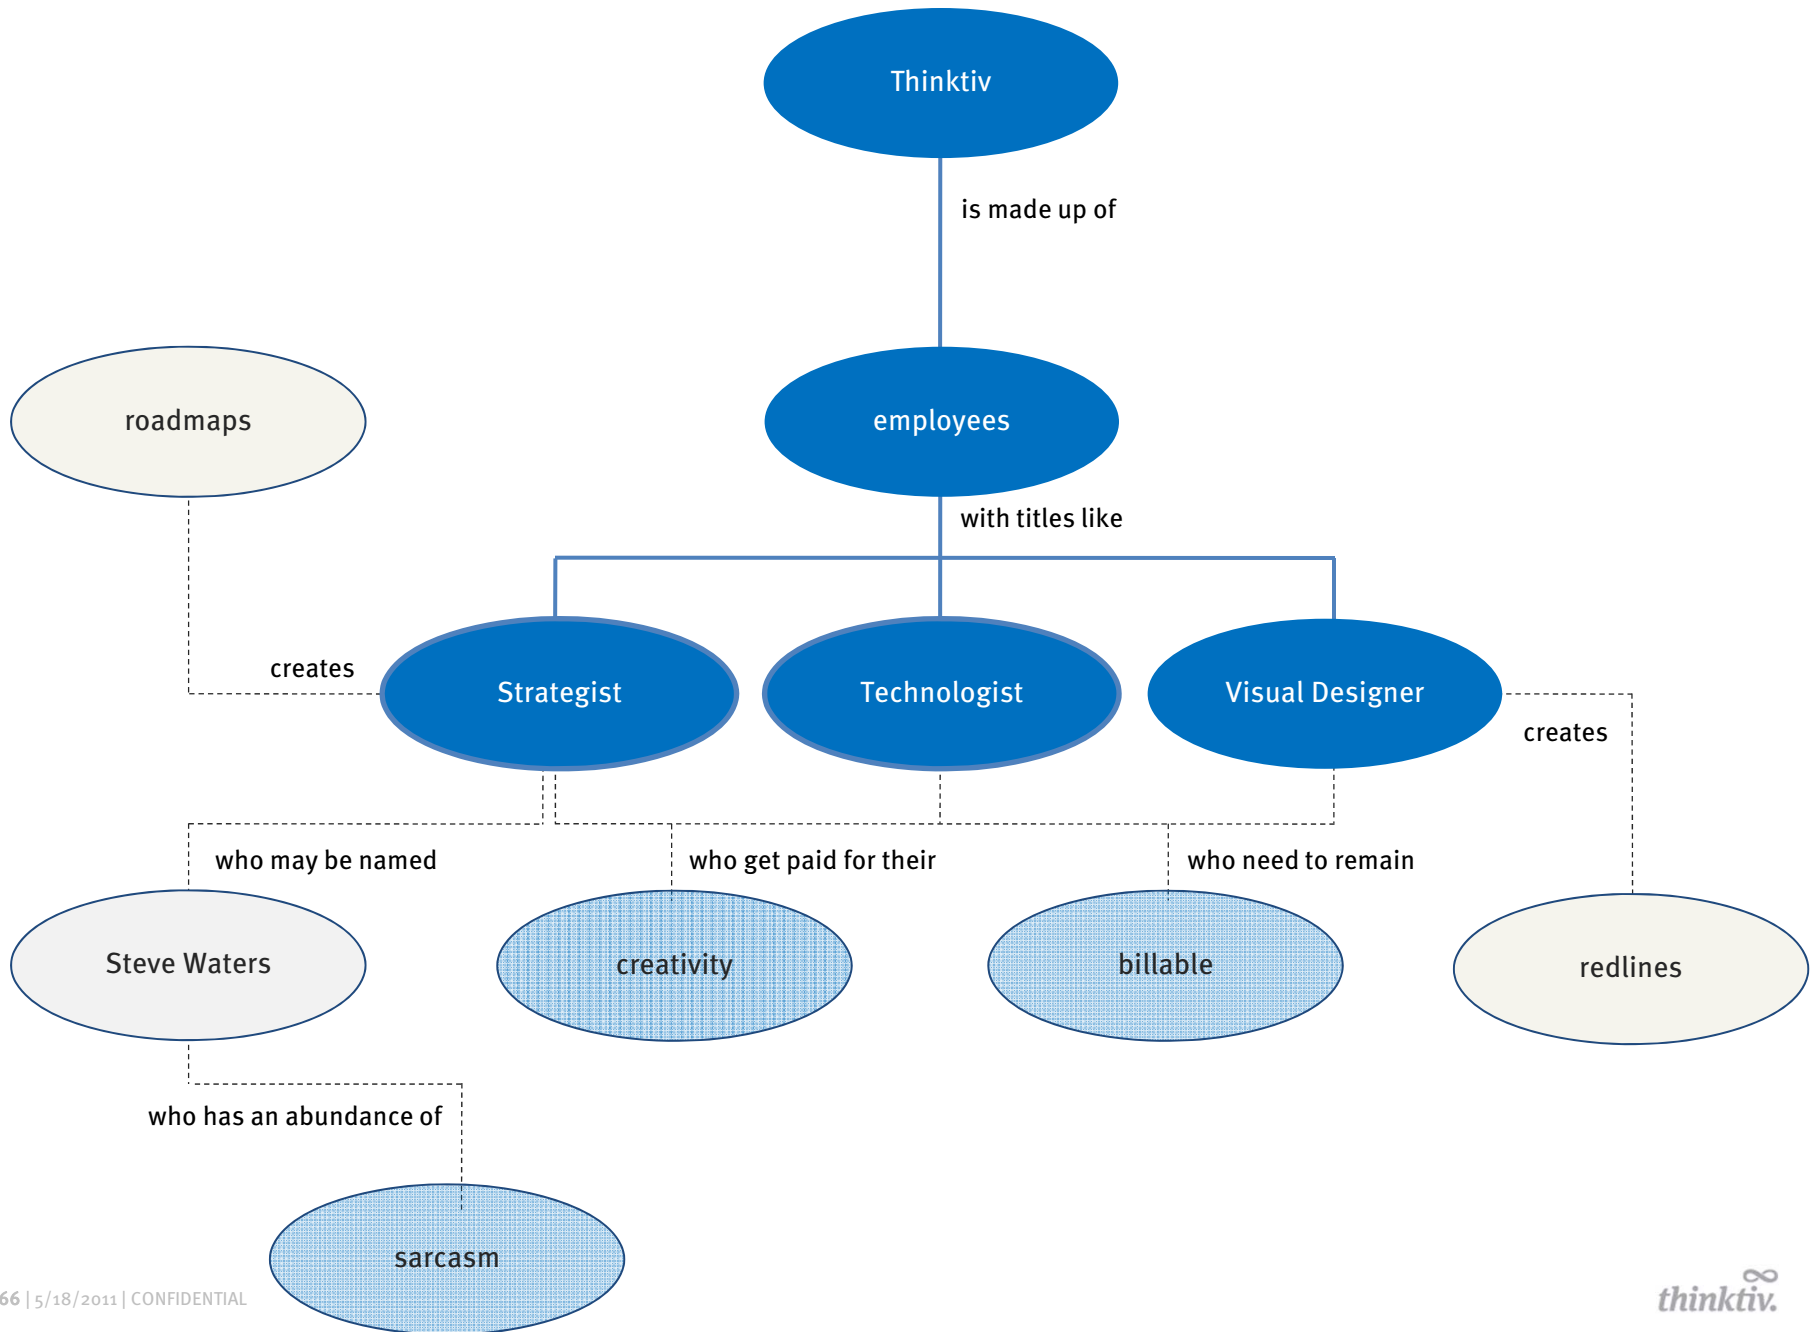 Thinktiv
is made up of
roadmaps
employees
with titles like
creates
Strategist
Technologist
Visual Designer
creates
who may be named
who get paid for their
who need to remain
Steve Waters
creativity
billable
redlines
who has an abundance of
sarcasm
66 | 5/18/2011 | CONFIDENTIAL
thinktiv.